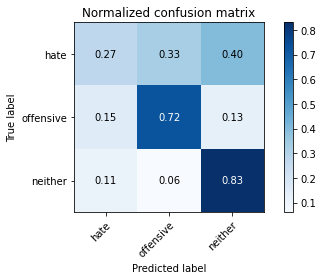 Normalized confusion matrix
True label
hate
offensive
neither
0.27 0.33 0.40
0.15 0.72 0.13
0.11 0.06 0.83
hate
offensive
neither
Predicted label
0.8
0.7
0.6
0.5
0.4
0.3
0.2
0.1